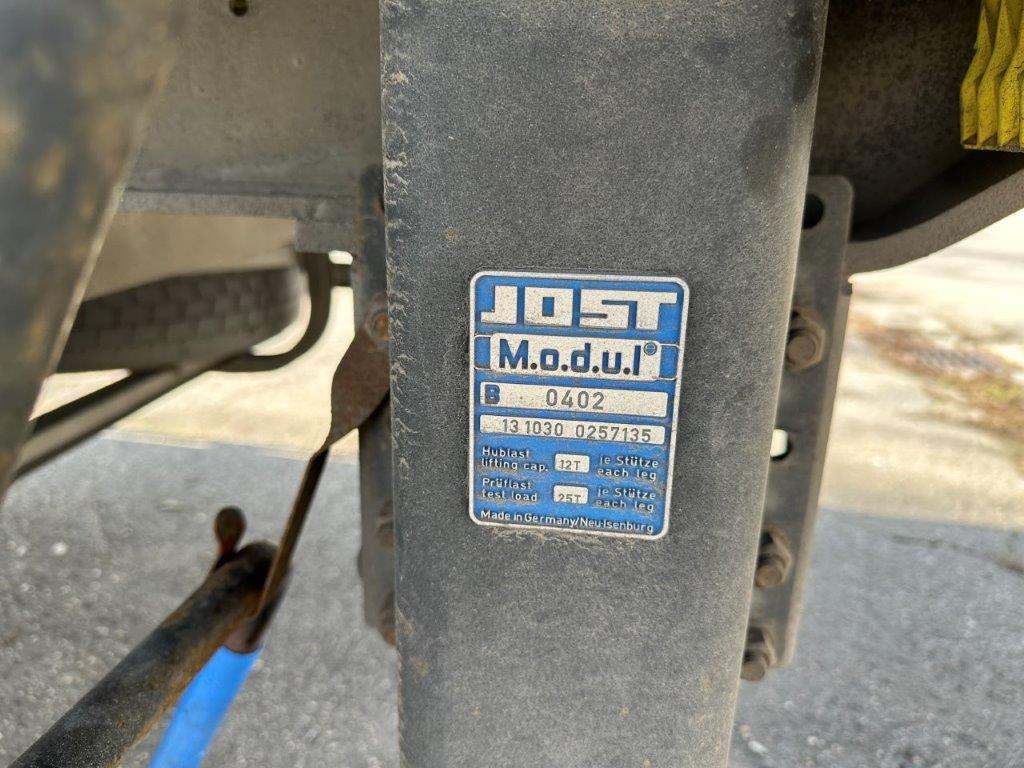 JOST
M.o.d.u.l®
B 0402
13 1030 0257135
Hublast 12T je Stütze
lifting cap. each leg
Prüflast 25T je Stütze
test load each leg
Made in Germany/Neu-Isenburg